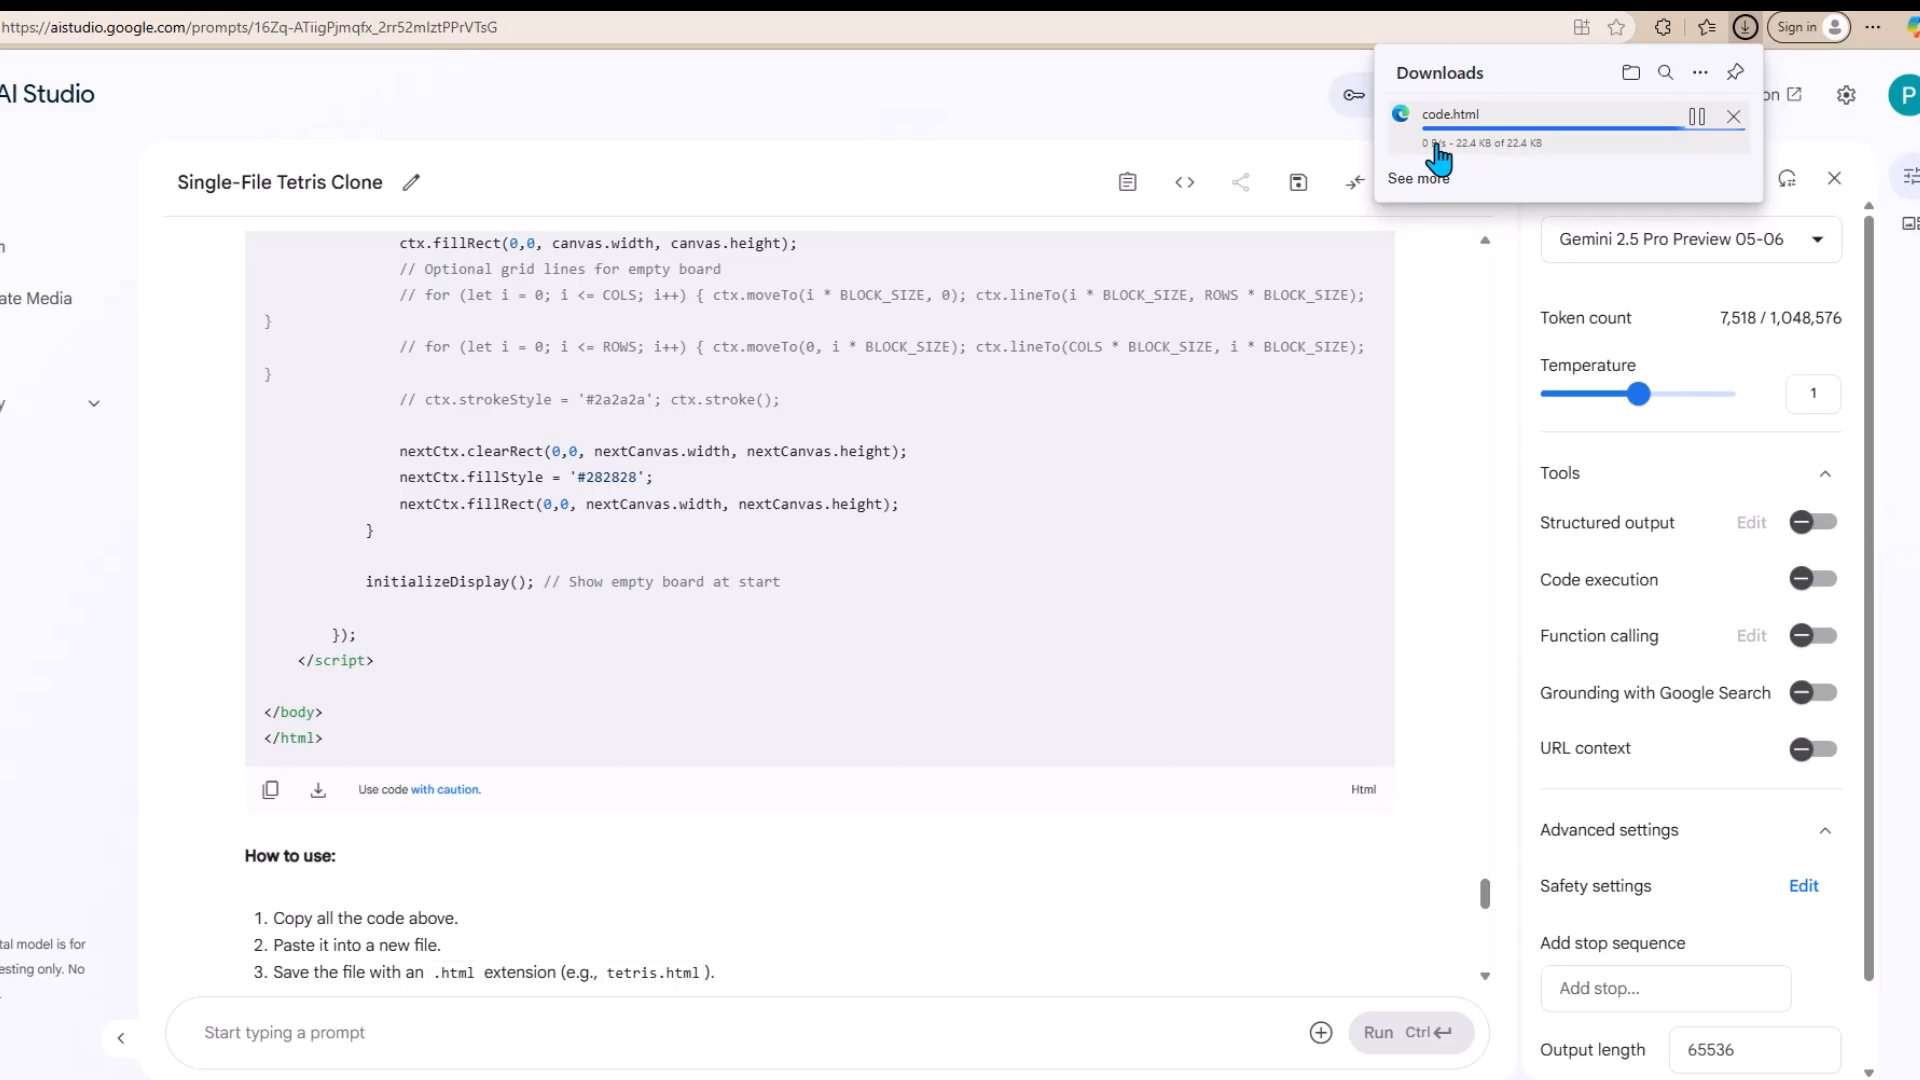 https://aistudio.google.com/prompts/16Zq-ATiigPjmqfx_2rr52mIztPPrVTsG
Sign in
AI Studio
Downloads
code.html
0 B/s - 22.4 KB of 22.4 KB
See more
on
P
Single-File Tetris Clone
ctx.fillRect(0,0, canvas.width, canvas.height);
// Optional grid lines for empty board
// for (let i = 0; i <= COLS; i++) { ctx.moveTo(i * BLOCK_SIZE, 0); ctx.lineTo(i * BLOCK_SIZE, ROWS * BLOCK_SIZE);
}
// for (let i = 0; i <= ROWS; i++) { ctx.moveTo(0, i * BLOCK_SIZE); ctx.lineTo(COLS * BLOCK_SIZE, i * BLOCK_SIZE);
}
// ctx.strokeStyle = '#2a2a2a'; ctx.stroke();
nextCtx.clearRect(0,0, nextCanvas.width, nextCanvas.height);
nextCtx.fillStyle = '#282828';
nextCtx.fillRect(0,0, nextCanvas.width, nextCanvas.height);
}
initializeDisplay(); // Show empty board at start
});
</script>
</body>
</html>
Use code with caution.
Html
How to use:
1. Copy all the code above.
2. Paste it into a new file.
3. Save the file with an .html extension (e.g., tetris.html).
Start typing a prompt
Run Ctrl
ate Media
y
tal model is for
esting only. No
Gemini 2.5 Pro Preview 05-06
Token count 7,518 / 1,048,576
Temperature
1
Tools
Structured output Edit
Code execution
Function calling Edit
Grounding with Google Search
URL context
Advanced settings
Safety settings Edit
Add stop sequence
Add stop...
Output length 65536